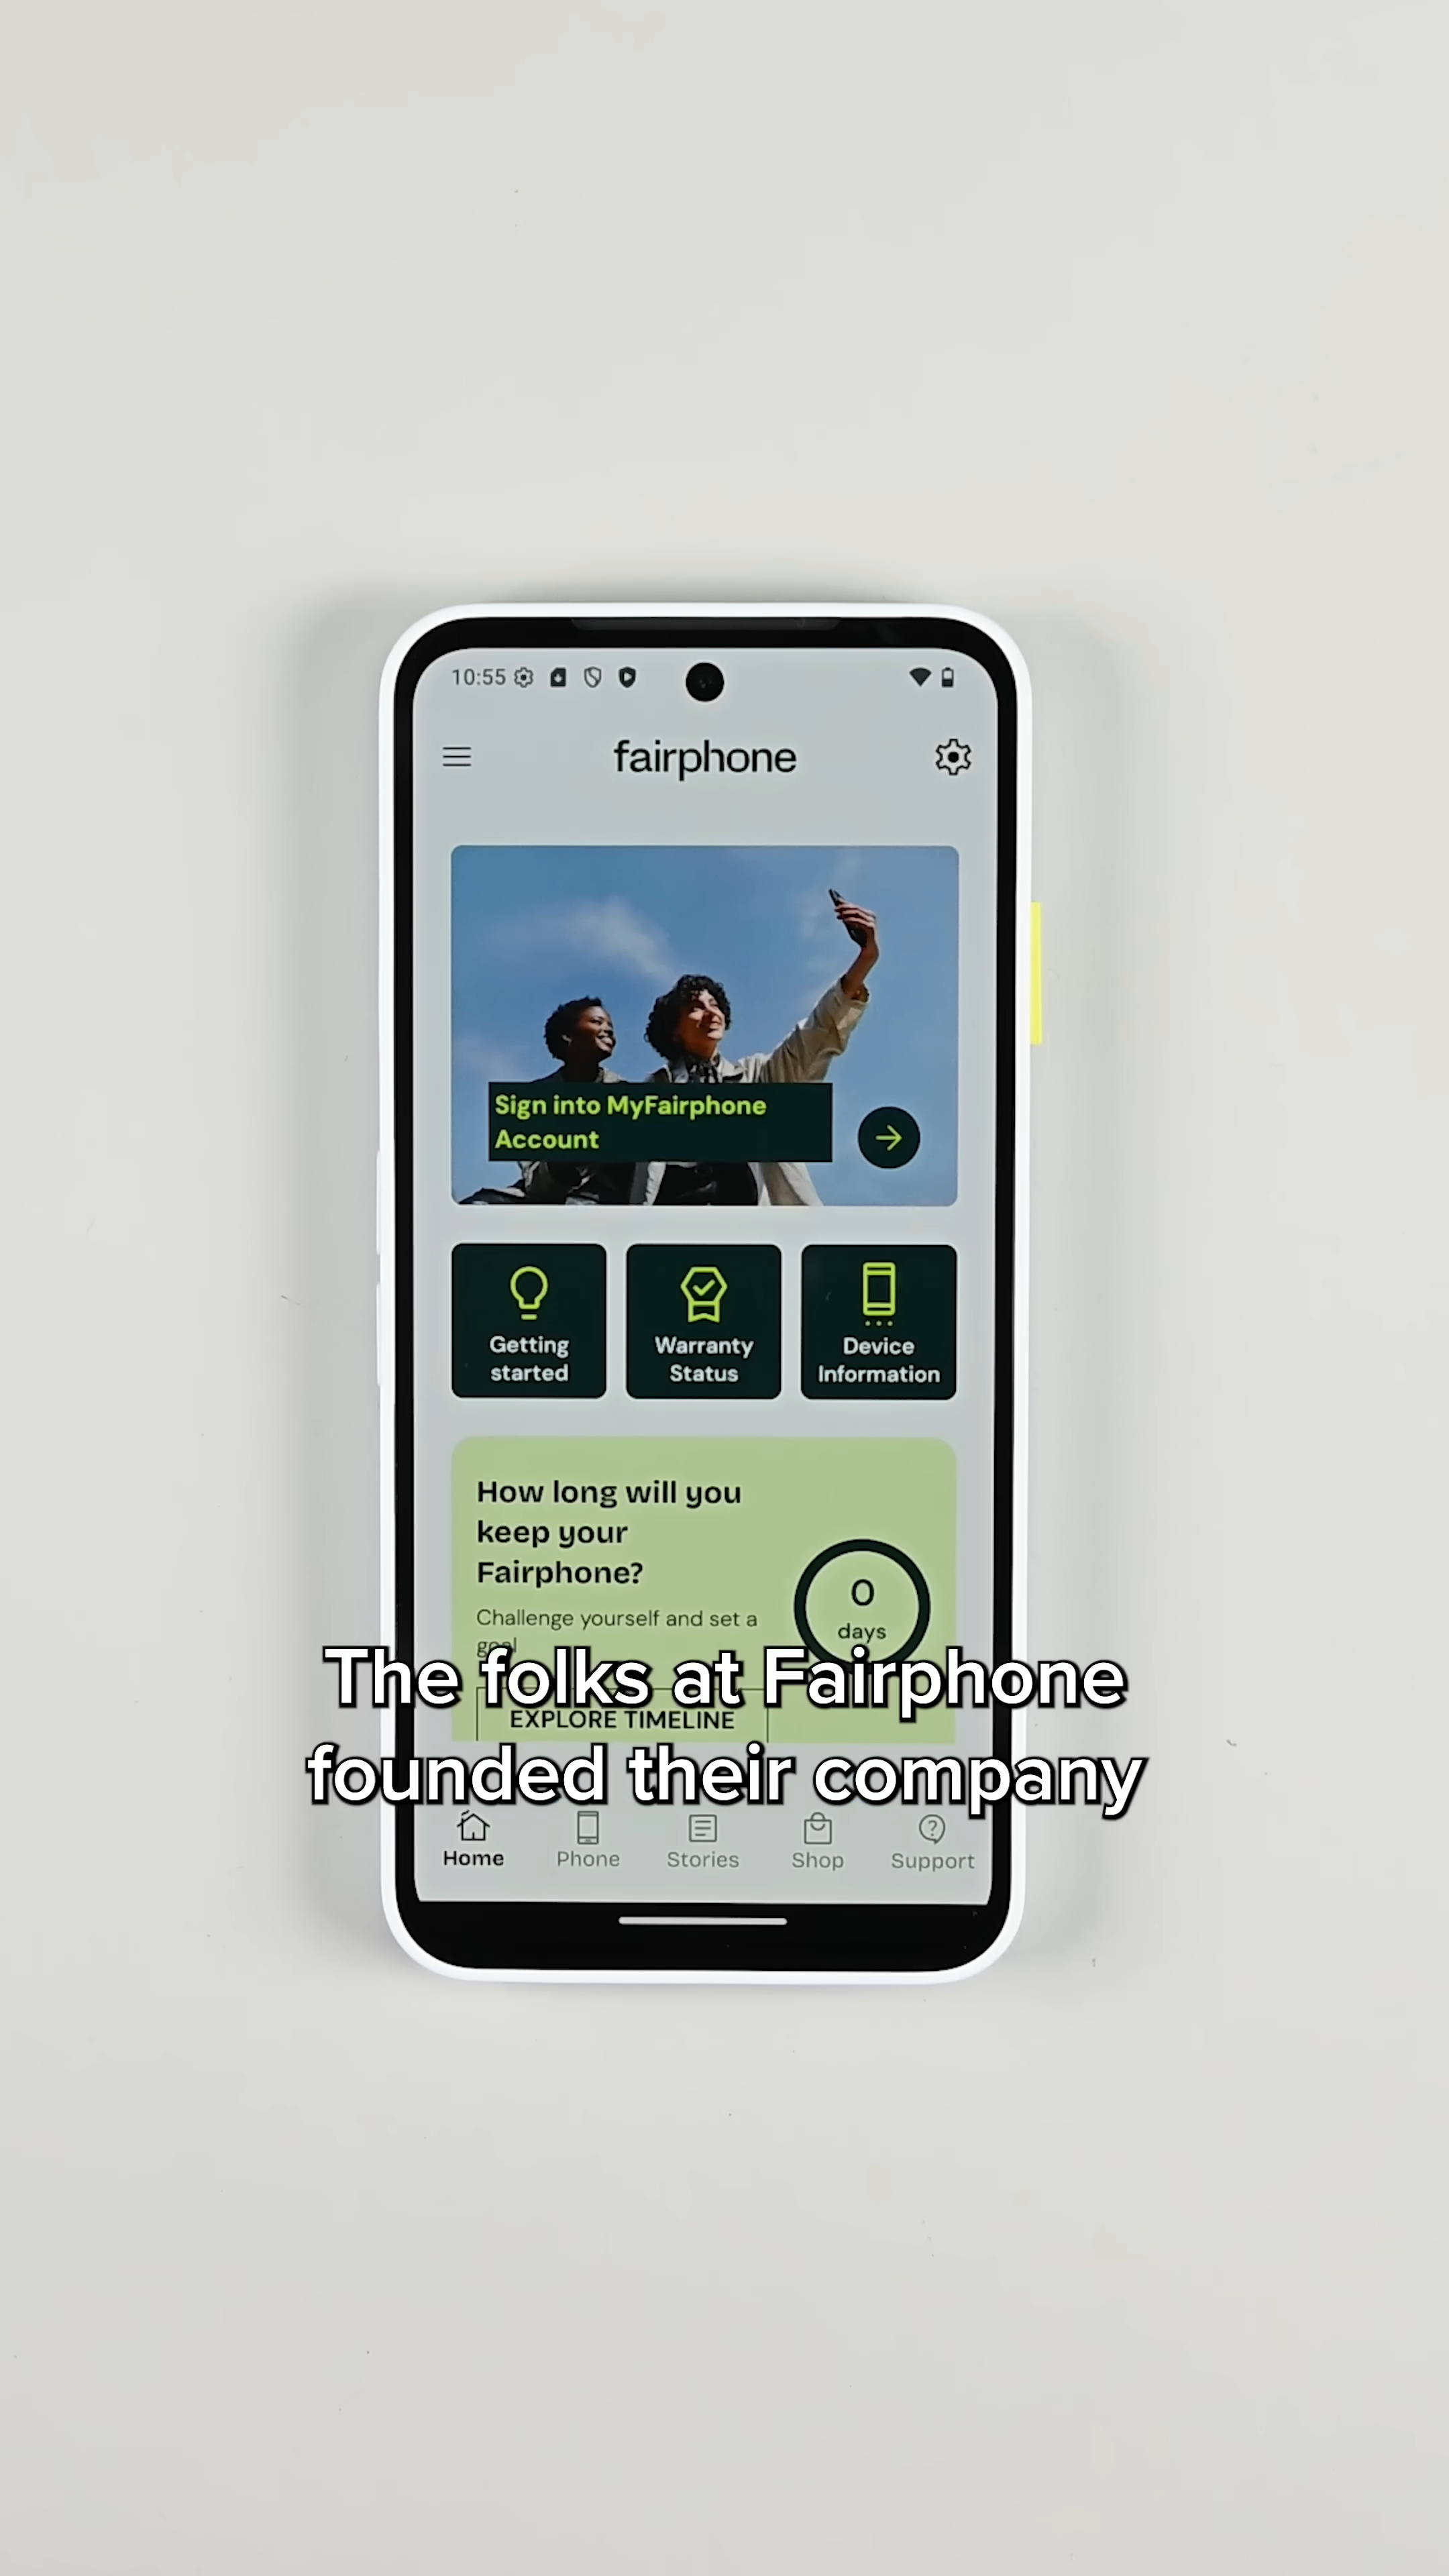 10:55
fairphone
Sign into MyFairphone
Account
Getting
started
Warranty
Status
Device
Information
How long will you
keep your
Fairphone?
Challenge yourself and set a
goal
0
days
The folks at Fairphone
EXPLORE TIMELINE
founded their company
Home
Phone
Stories
Shop
Support